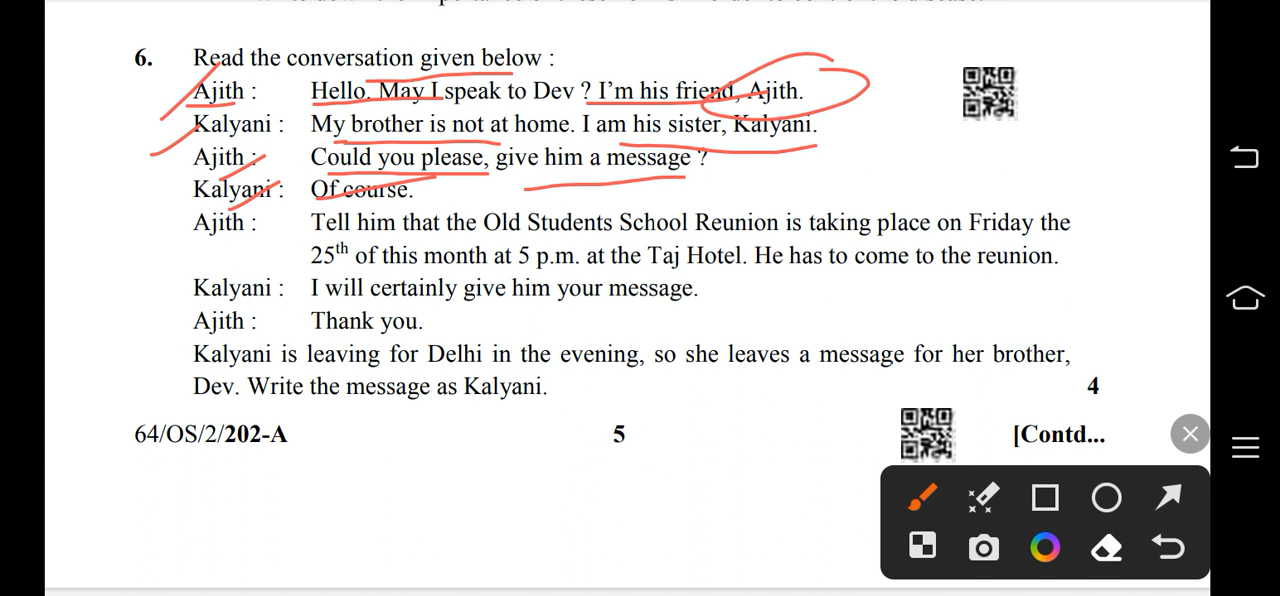 6. Read the conversation given below :
Ajith : Hello. May I speak to Dev ? I'm his friend, Ajith.
Kalyani : My brother is not at home. I am his sister, Kalyani.
Ajith : Could you please, give him a message ?
Kalyani : Of course.
Ajith : Tell him that the Old Students School Reunion is taking place on Friday the
25th of this month at 5 p.m. at the Taj Hotel. He has to come to the reunion.
Kalyani : I will certainly give him your message.
Ajith : Thank you.
Kalyani is leaving for Delhi in the evening, so she leaves a message for her brother,
Dev. Write the message as Kalyani. 4
64/OS/2/202-A 5 [Contd...